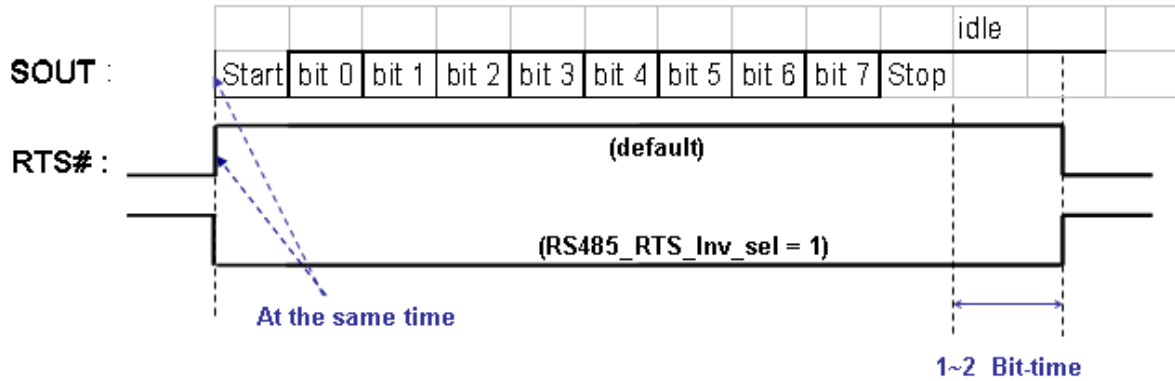 idle
SOUT :
Start bit 0 bit 1 bit 2 bit 3 bit 4 bit 5 bit 6 bit 7 Stop
RTS# :
(default)
(RS485_RTS_Inv_sel = 1)
At the same time
1~2 Bit-time